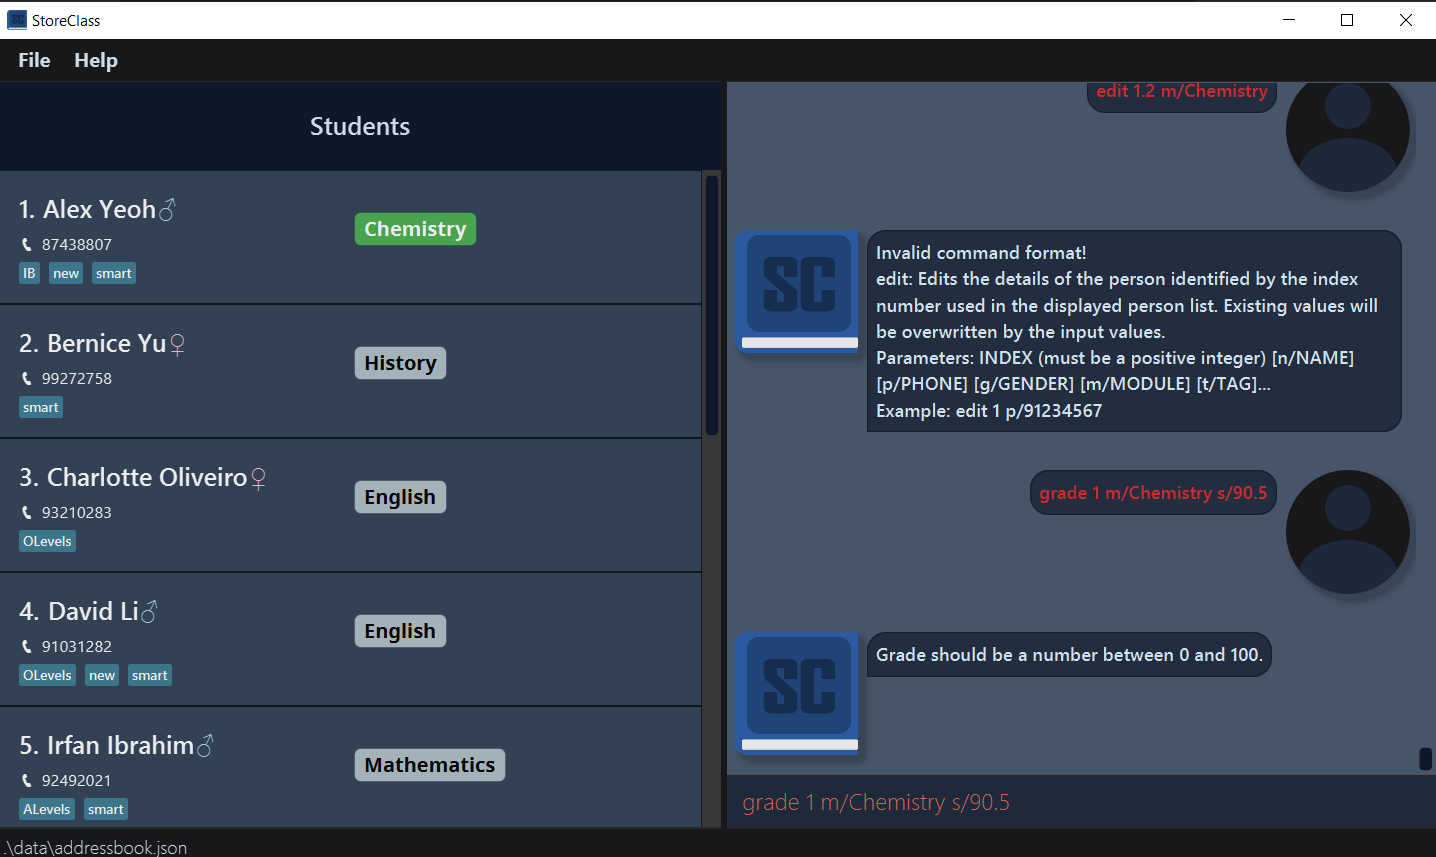 StoreClass
File Help
Students
1. Alex Yeoh♂
87438807
IB new smart
Chemistry
2. Bernice Yu♀
99272758
smart
History
3. Charlotte Oliveiro♀
93210283
OLevels
English
4. David Li♂
91031282
OLevels new smart
English
5. Irfan Ibrahim♂
92492021
ALevels smart
Mathematics
edit 1.2 m/Chemistry
SC
Invalid command format!
edit: Edits the details of the person identified by the index
number used in the displayed person list. Existing values will
be overwritten by the input values.
Parameters: INDEX (must be a positive integer) [n/NAME]
[p/PHONE] [g/GENDER] [m/MODULE] [t/TAG]...
Example: edit 1 p/91234567
grade 1 m/Chemistry s/90.5
SC
Grade should be a number between 0 and 100.
grade 1 m/Chemistry s/90.5
.\data\addressbook.json